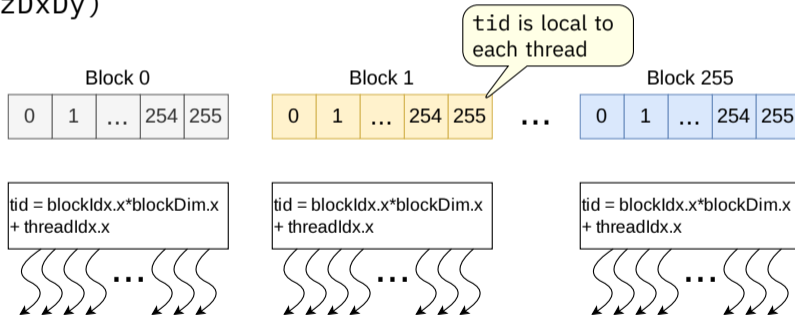 zDxDy)
tid is local to
each thread
Block 0
Block 1
Block 255
0 1 ... 254 255
0 1 ... 254 255
...
0 1 ... 254 255
tid = blockIdx.x*blockDim.x
+ threadIdx.x
tid = blockIdx.x*blockDim.x
+ threadIdx.x
tid = blockIdx.x*blockDim.x
+ threadIdx.x
...
...
...